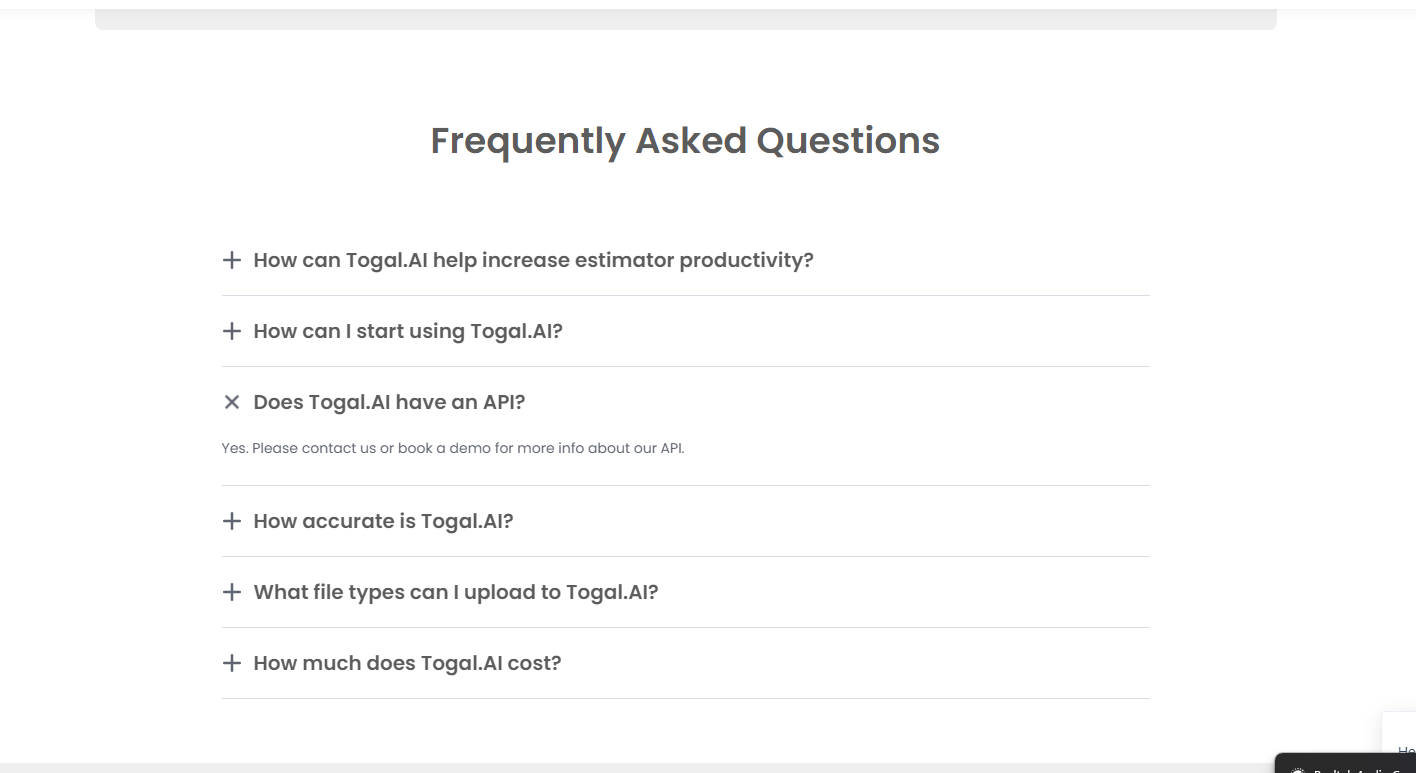 Frequently Asked Questions
How can Togal.AI help increase estimator productivity?
How can I start using Togal.AI?
Does Togal.AI have an API?
Yes. Please contact us or book a demo for more info about our API.
How accurate is Togal.AI?
What file types can I upload to Togal.AI?
How much does Togal.AI cost?